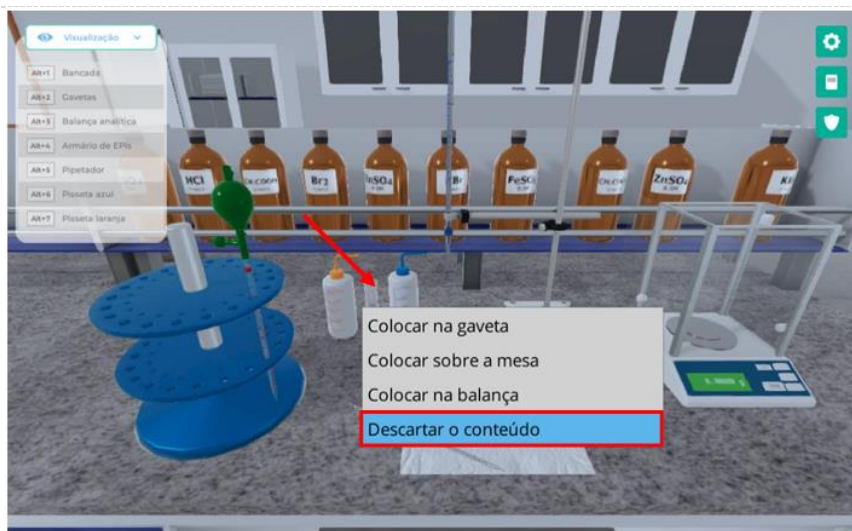 Visualização
Alt+1 Bancada
Alt+2 Gavetas
Alt+3 Balança analítica
Alt+4 Armário de EPIs
Alt+5 Pipetador
Alt+6 Pisseta azul
Alt+7 Pisseta laranja
HCl
Br2
FeSO
ZnSO4
Colocar na gaveta
Colocar sobre a mesa
Colocar na balança
Descartar o conteúdo